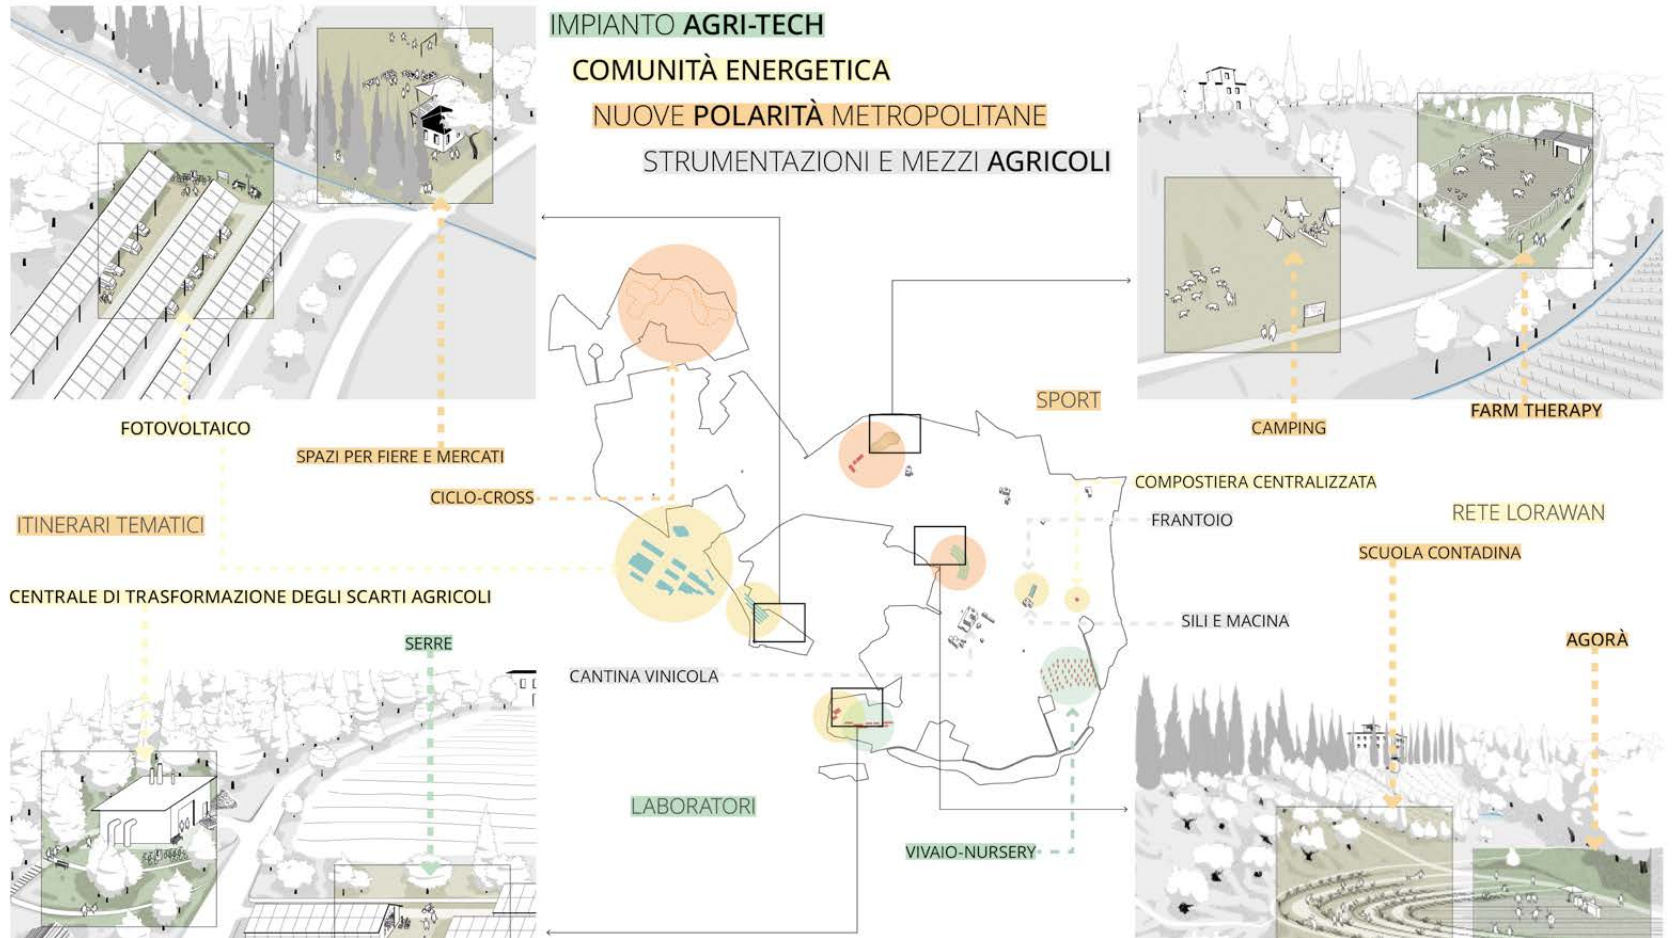 IMPIANTO AGRI-TECH
COMUNITÀ ENERGETICA
NUOVE POLARITÀ METROPOLITANE
STRUMENTAZIONI E MEZZI AGRICOLI
SPORT
FARM THERAPY
CAMPING
FOTOVOLTAICO
SPAZI PER FIERE E MERCATI
COMPOSTIERA CENTRALIZZATA
CICLO-CROSS
FRANTOIO
RETE LORAWAN
ITINERARI TEMATICI
SCUOLA CONTADINA
CENTRALE DI TRASFORMAZIONE DEGLI SCARTI AGRICOLI
SILI E MACINA
SERRE
AGORÀ
CANTINA VINICOLA
LABORATORI
VIVAIO-NURSERY